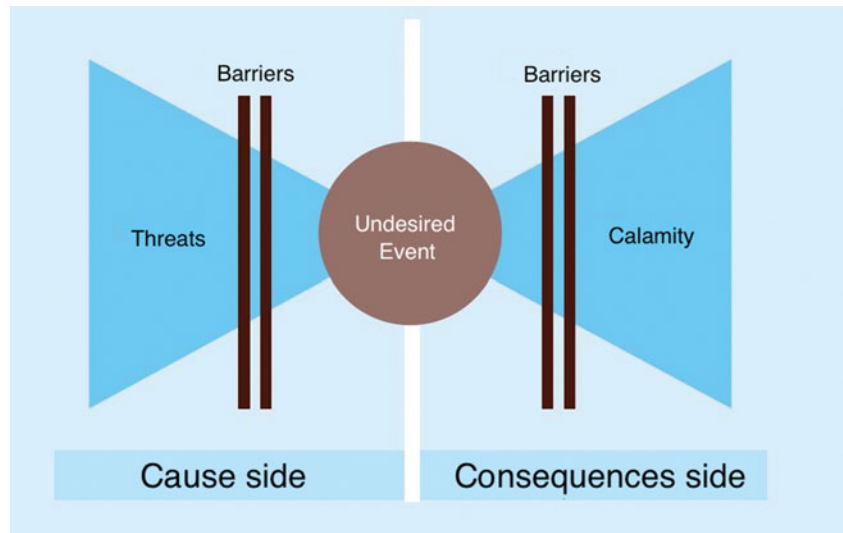 Barriers
Barriers
Threats
Undesired
Event
Calamity
Cause side
Consequences side